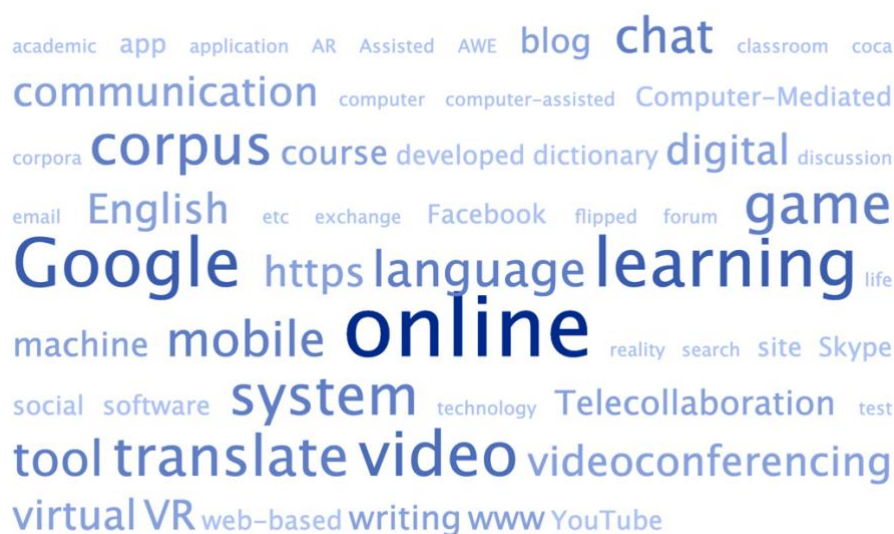 academic app application AR Assisted AWE blog chat classroom coca
communication computer computer-assisted Computer-Mediated
corpora corpus course developed dictionary digital discussion
email English etc exchange Facebook flipped forum game
Google https language learning life
machine mobile online reality search site Skype
social software system technology Telecollaboration test
tool translate video videoconferencing
virtual VR web-based writing www YouTube